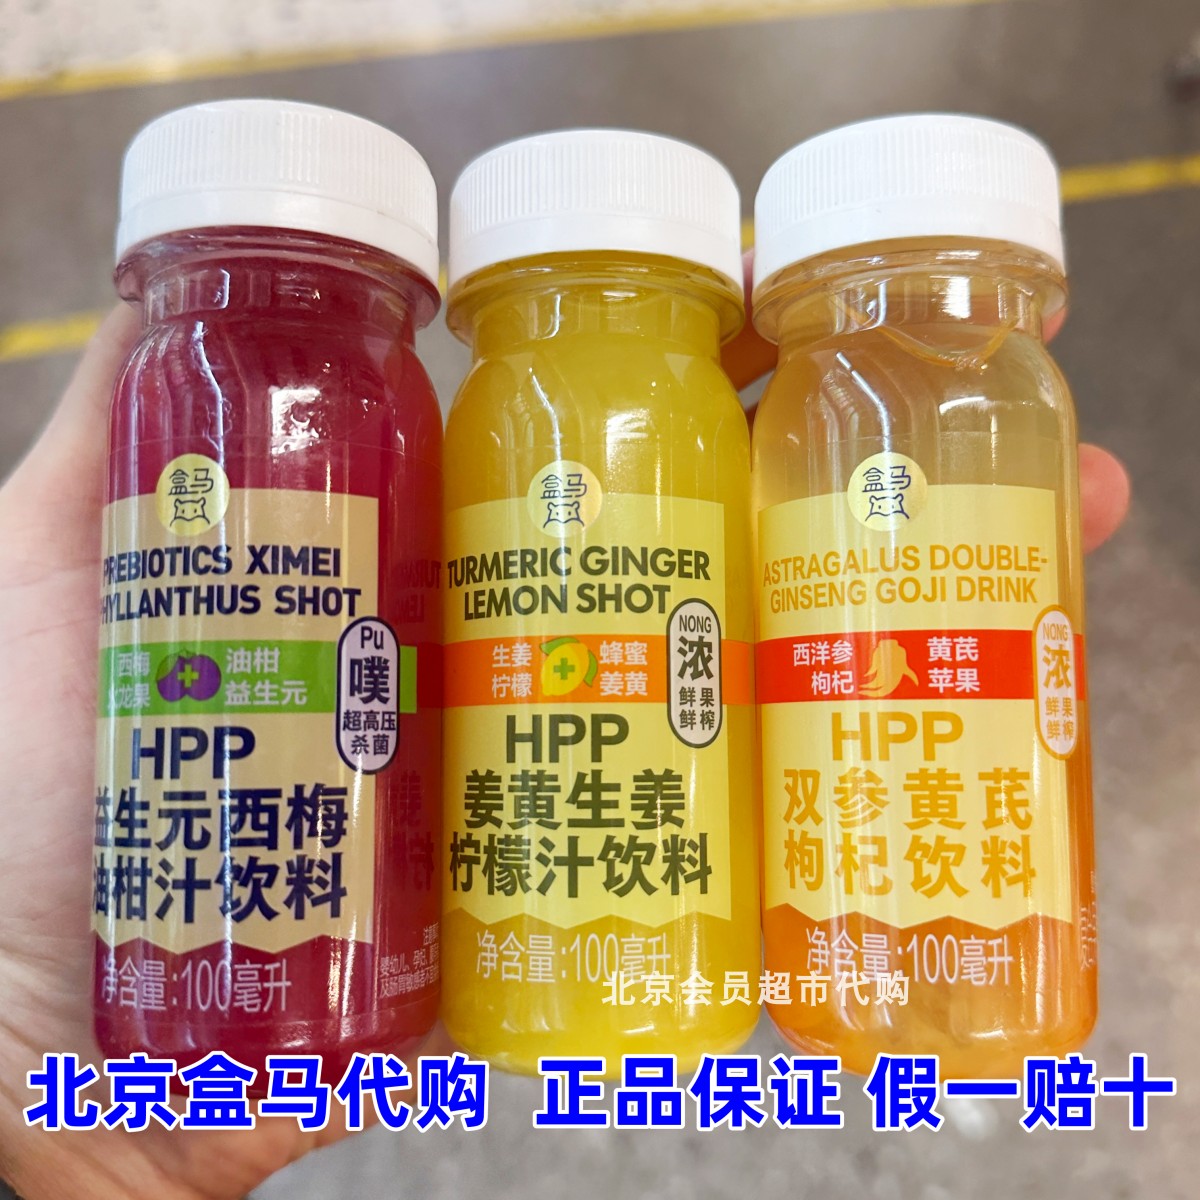 盒马
PREBIOTICS XIMEI
PHYLLANTHUS SHOT
西梅
火龙果
油柑
益生元
Pu
噗
超高压
杀菌
HPP
益生元西梅
油柑汁饮料
净含量:100毫升
盒马
TURMERIC GINGER
LEMON SHOT
生姜
柠檬
蜂蜜
姜黄
NONG
浓
鲜果
鲜榨
HPP
姜黄生姜
柠檬汁饮料
净含量:100毫升
盒马
ASTRAGALUS DOUBLE-
GINSENG GOJI DRINK
西洋参
枸杞
黄芪
苹果
NONG
浓
鲜果
鲜榨
HPP
双参黄芪
枸杞饮料
净含量:100毫升
北京会员超市代购
北京盒马代购 正品保证 假一赔十